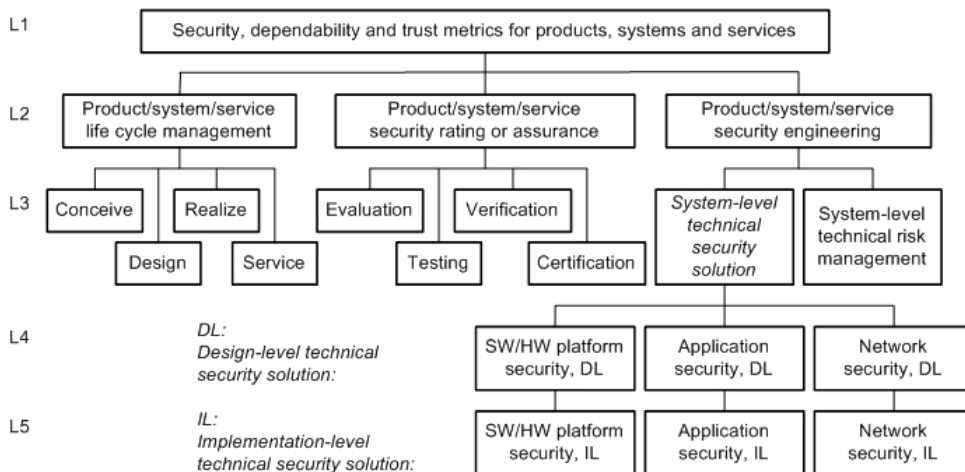 L1
Security, dependability and trust metrics for products, systems and services
L2
Product/system/service
life cycle management
Product/system/service
security rating or assurance
Product/system/service
security engineering
L3
Conceive
Realize
Design
Service
Evaluation
Verification
Testing
Certification
System-level
technical
security
solution
System-level
technical risk
management
L4
DL:
Design-level technical
security solution:
SW/HW platform
security, DL
Application
security, DL
Network
security, DL
L5
IL:
Implementation-level
technical security solution:
SW/HW platform
security, IL
Application
security, IL
Network
security, IL